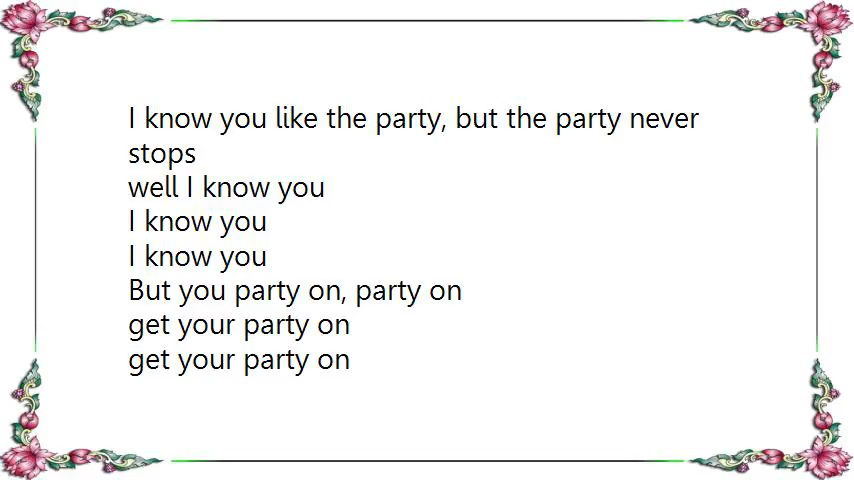 I know you like the party, but the party never
stops
well I know you
I know you
I know you
But you party on, party on
get your party on
get your party on